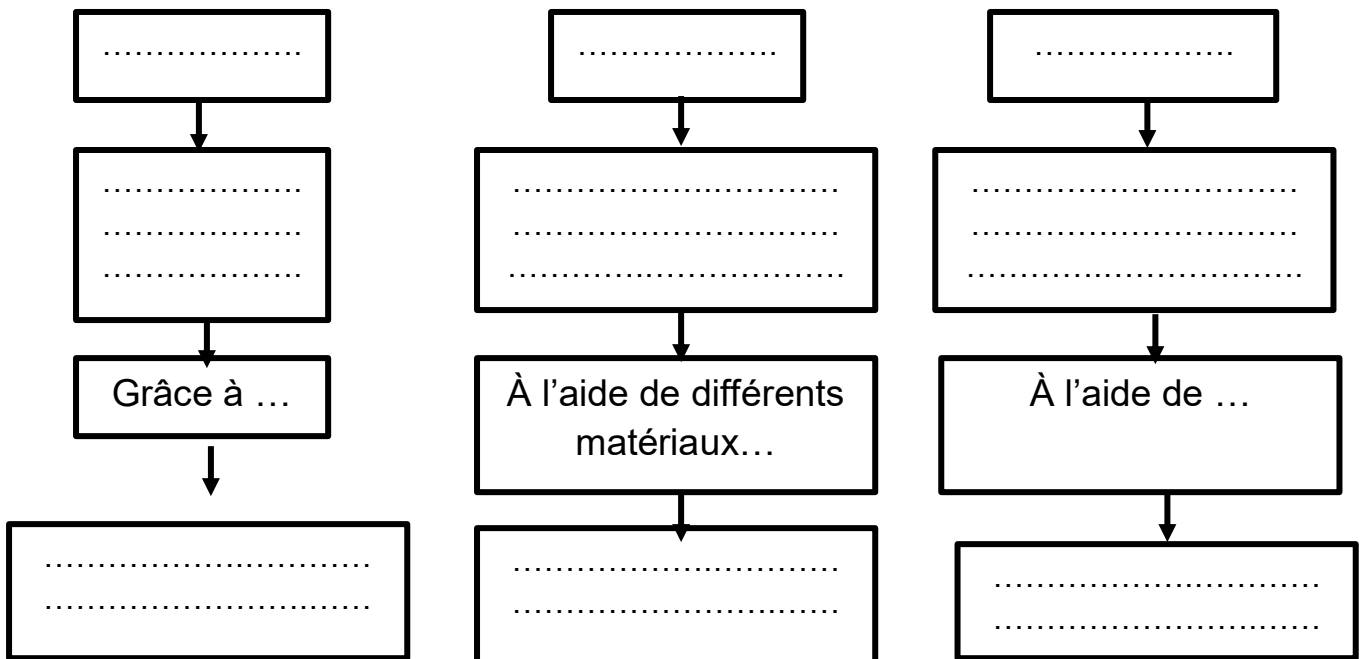 ………………. ………………. ……………….
………………. ………………………… …………………………
………………. ………………………… …………………………
………………. …………………………. ………………………….
Grâce à … À l’aide de différents À l’aide de …
matériaux…
………………………… ………………………… …………………………
………………………… ………………………… …………………………